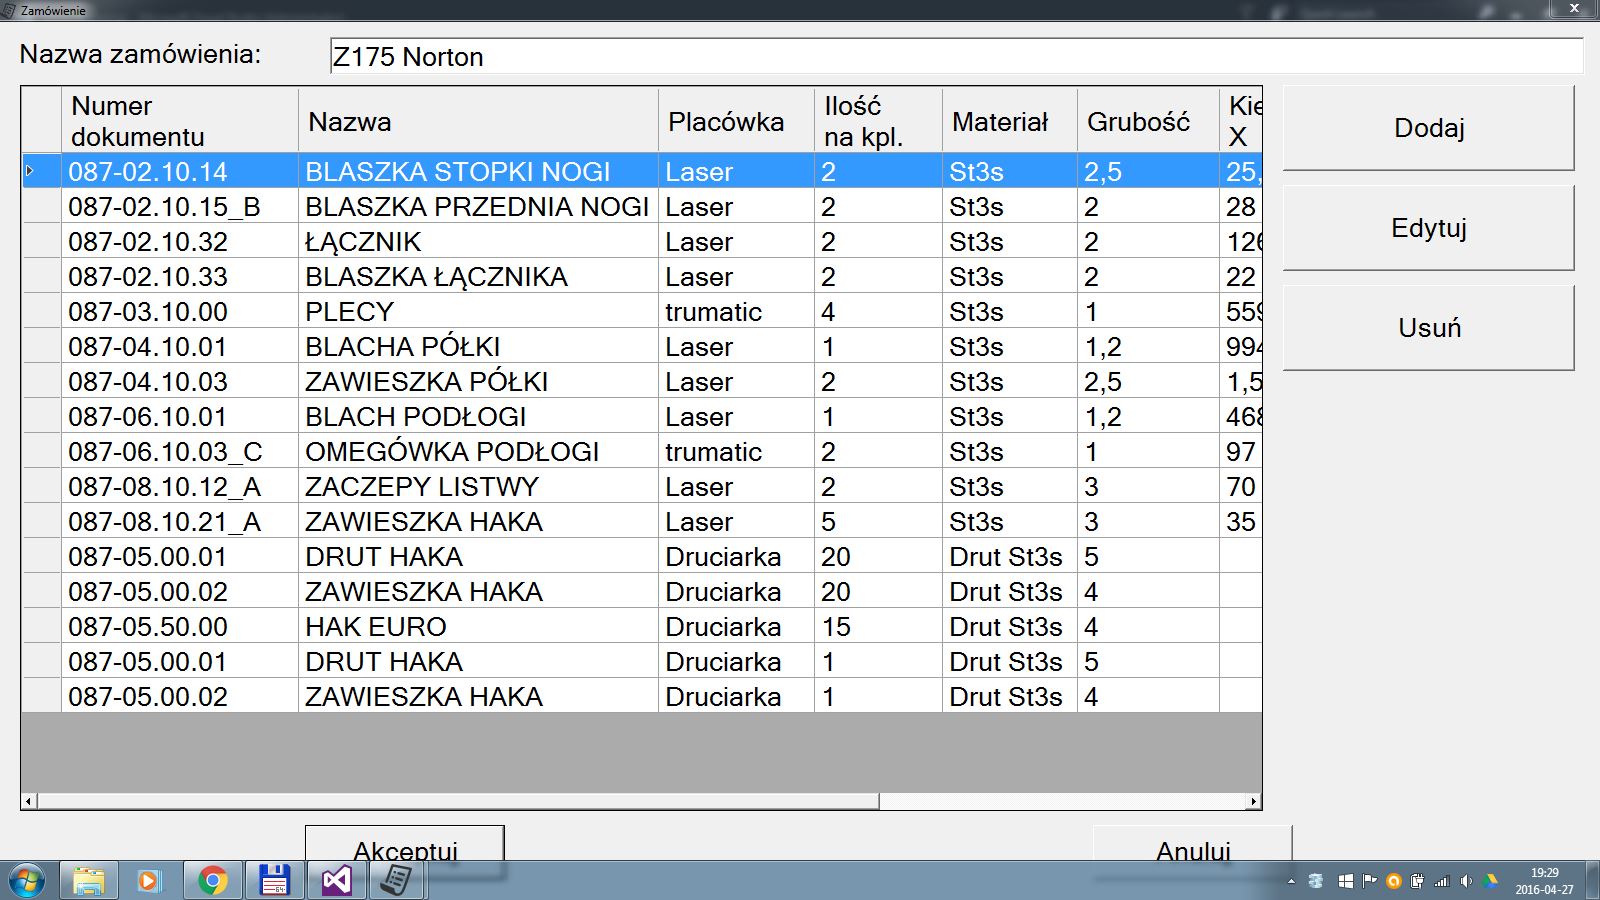 Zamówienie
Nazwa zamówienia: Z175 Norton
Numer dokumentu Nazwa Placówka Ilość na kpl. Materiał Grubość Kie X
087-02.10.14 BLASZKA STOPKI NOGI Laser 2 St3s 2,5 25,
087-02.10.15_B BLASZKA PRZEDNIA NOGI Laser 2 St3s 2 28
087-02.10.32 ŁĄCZNIK Laser 2 St3s 2 126
087-02.10.33 BLASZKA ŁĄCZNIKA Laser 2 St3s 2 22
087-03.10.00 PLECY trumatic 4 St3s 1 559
087-04.10.01 BLACHA PÓŁKI Laser 1 St3s 1,2 994
087-04.10.03 ZAWIESZKA PÓŁKI Laser 2 St3s 2,5 1,5
087-06.10.01 BLACH PODŁOGI Laser 1 St3s 1,2 468
087-06.10.03_C OMEGÓWKA PODŁOGI trumatic 2 St3s 1 97
087-08.10.12_A ZACZEPY LISTWY Laser 2 St3s 3 70
087-08.10.21_A ZAWIESZKA HAKA Laser 5 St3s 3 35
087-05.00.01 DRUT HAKA Druciarka 20 Drut St3s 5
087-05.00.02 ZAWIESZKA HAKA Druciarka 20 Drut St3s 4
087-05.50.00 HAK EURO Druciarka 15 Drut St3s 4
087-05.00.01 DRUT HAKA Druciarka 1 Drut St3s 5
087-05.00.02 ZAWIESZKA HAKA Druciarka 1 Drut St3s 4
Dodaj
Edytuj
Usuń
Akceptuj
Anuluj
64
19:29
2016-04-27